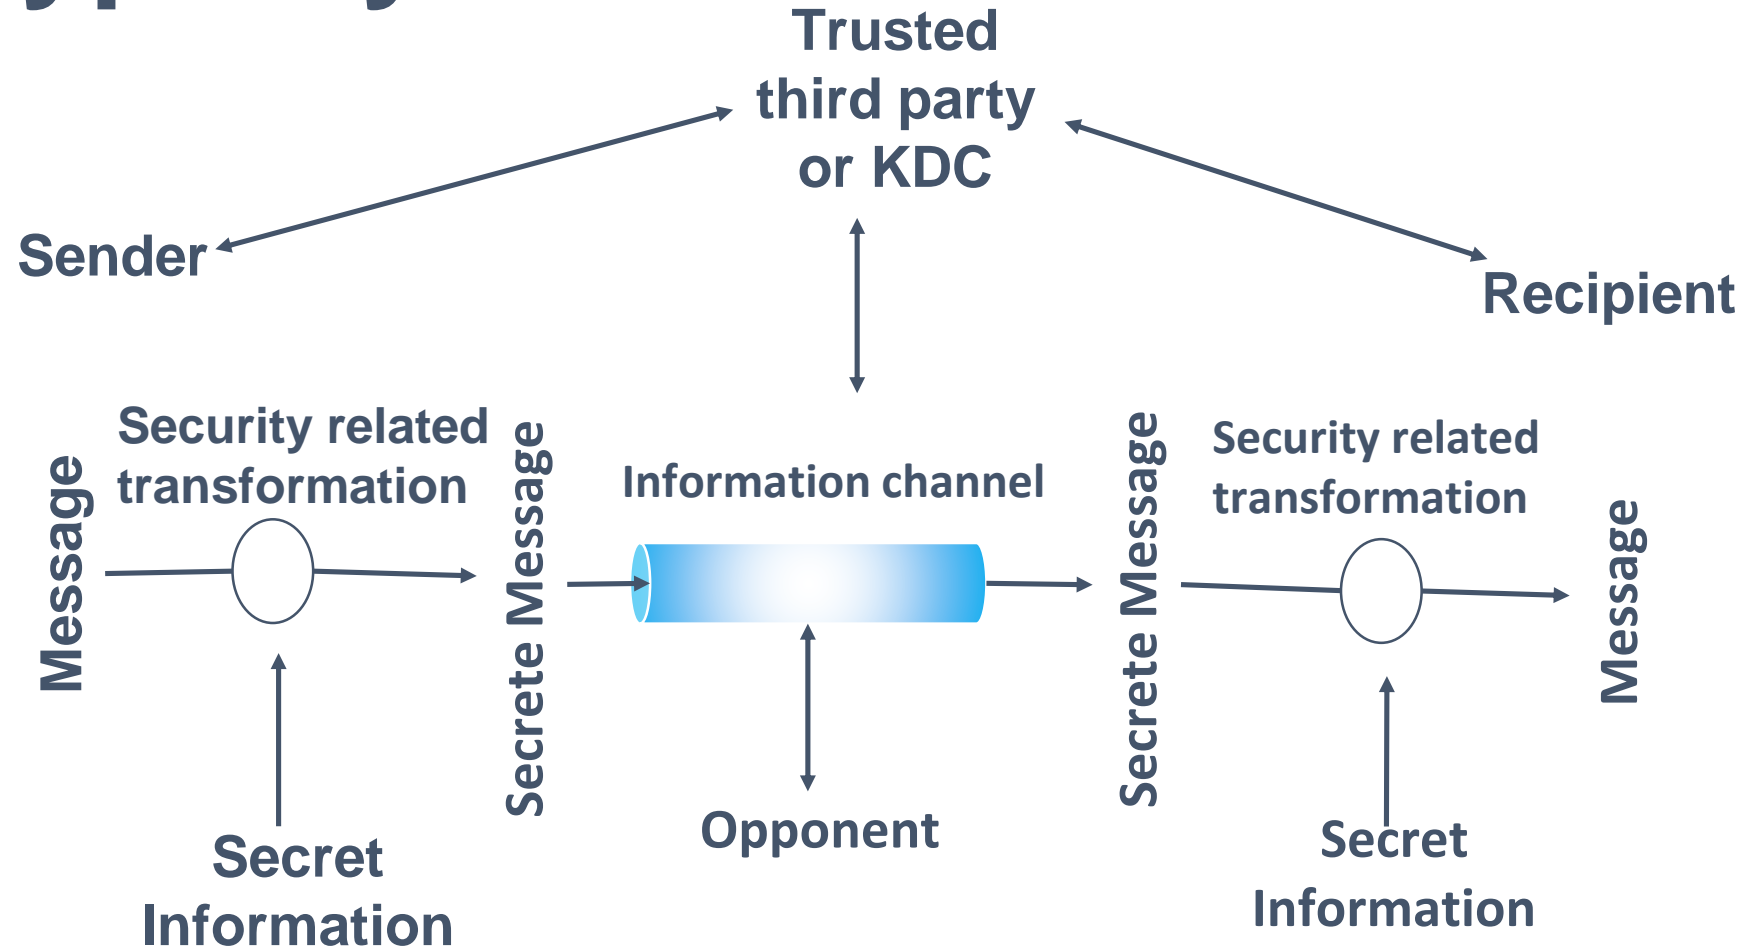 Trusted
third party
or KDC
Sender
Recipient
Security related
transformation
Message
Secrete Message
Information channel
Secrete Message
Security related
transformation
Message
Opponent
Secret
Information
Secret
Information